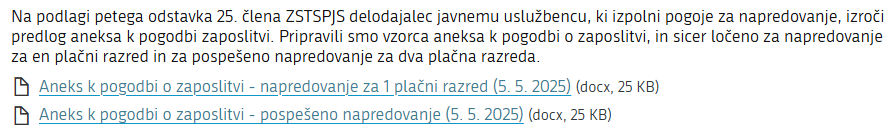 Na podlagi petega odstavka 25. člena ZSTSPJS delodajalec javnemu uslužbencu, ki izpolni pogoje za napredovanje, izroči
predlog aneksa k pogodbi zaposlitvi. Pripravili smo vzorca aneksa k pogodbi o zaposlitvi, in sicer ločeno za napredovanje
za en plačni razred in za pospešeno napredovanje za dva plačna razreda.
Aneks k pogodbi o zaposlitvi - napredovanje za 1 plačni razred (5. 5. 2025) (docx, 25 KB)
Aneks k pogodbi o zaposlitvi - pospešeno napredovanje (5. 5. 2025) (docx, 25 KB)